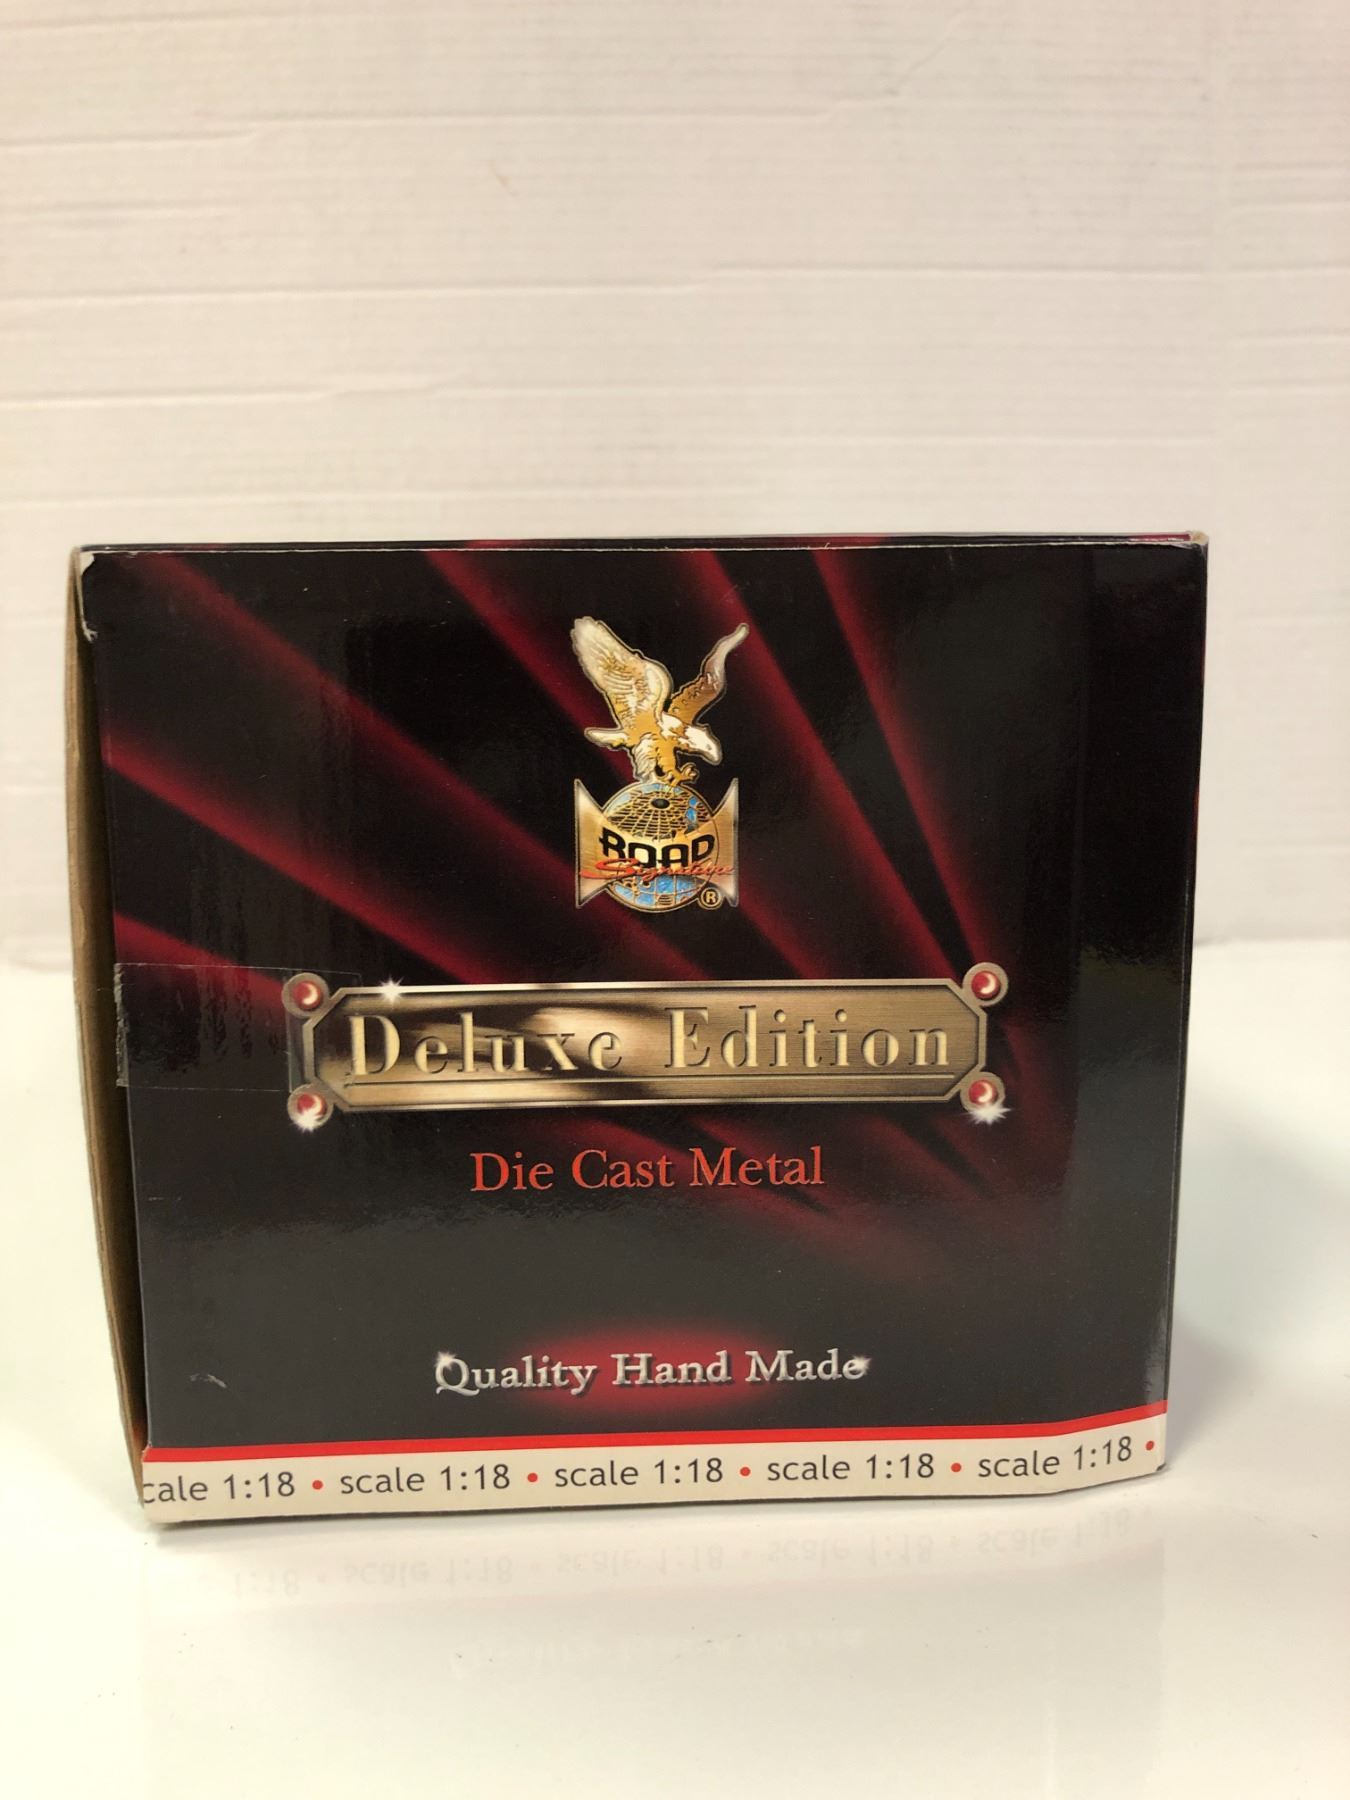 ROAD
Signature
®
Deluxe Edition
Die Cast Metal
Quality Hand Made
cale 1:18 • scale 1:18 • scale 1:18 • scale 1:18 • scale 1:18 •